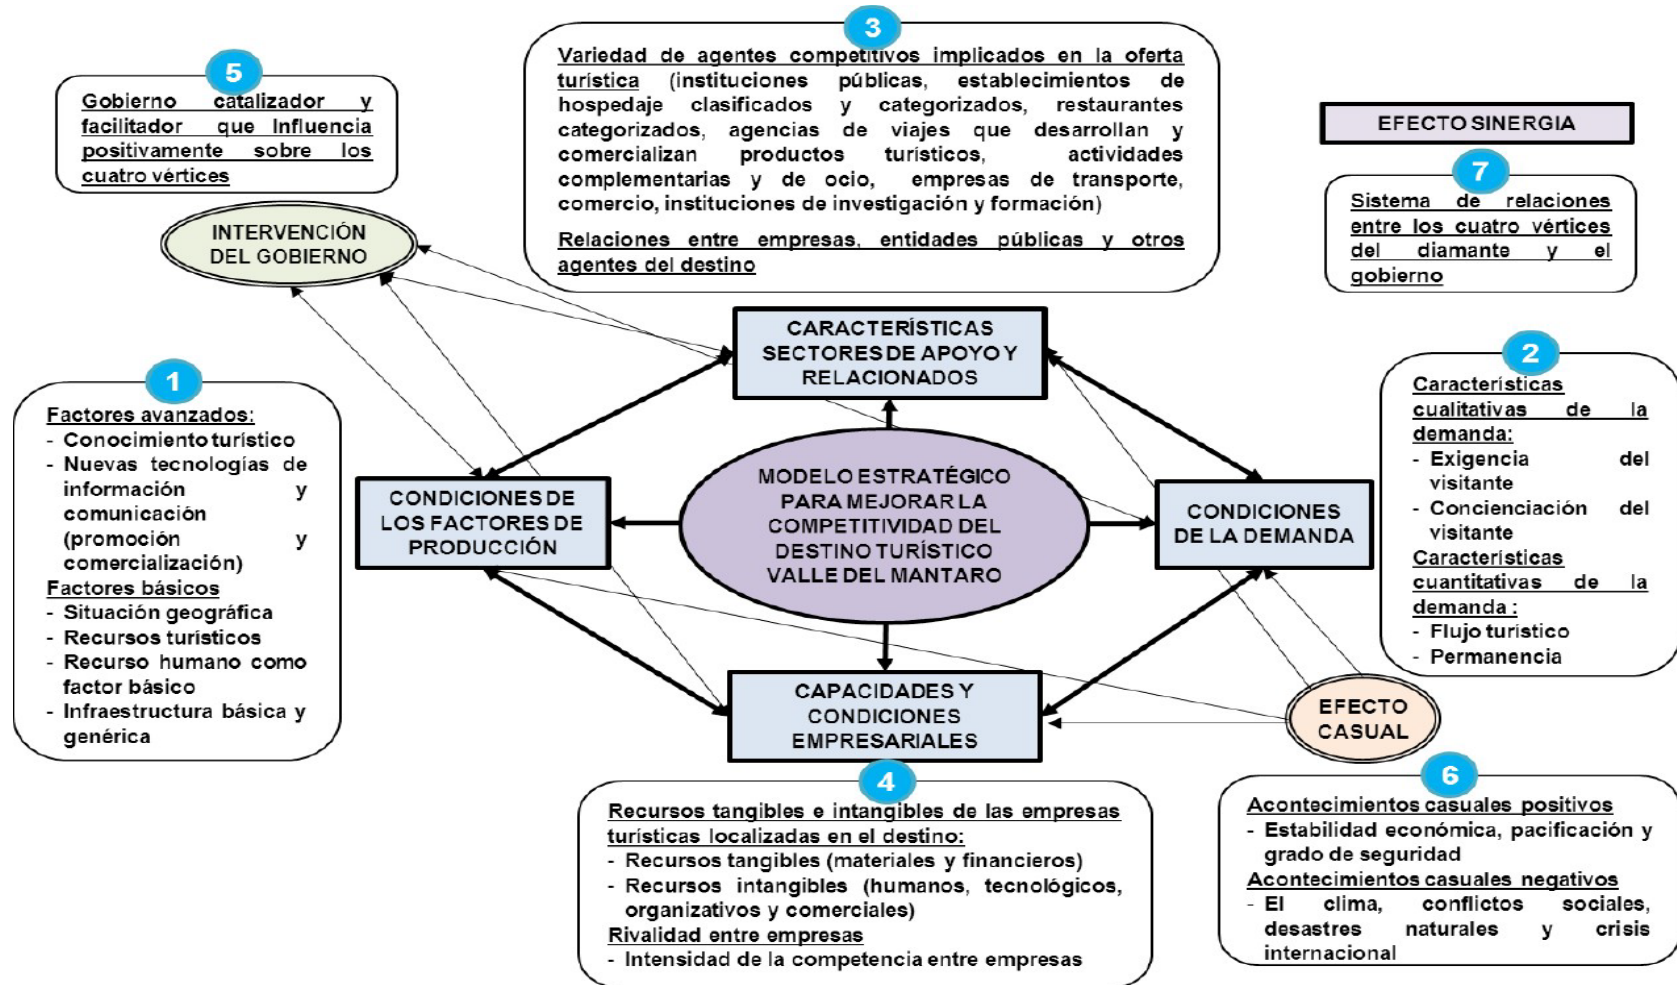 5
Gobierno catalizador y
facilitador que Influencia
positivamente sobre los
cuatro vértices
INTERVENCIÓN
DEL GOBIERNO
3
Variedad de agentes competitivos implicados en la oferta
turística (instituciones públicas, establecimientos de
hospedaje clasificados y categorizados, restaurantes
categorizados, agencias de viajes que desarrollan y
comercializan productos turísticos, actividades
complementarias y de ocio, empresas de transporte,
comercio, instituciones de investigación y formación)
Relaciones entre empresas, entidades públicas y otros
agentes del destino
EFECTO SINERGIA
7
Sistema de relaciones
entre los cuatro vértices
del diamante y el
gobierno
CARACTERÍSTICAS
SECTORES DE APOYO Y
RELACIONADOS
1
Factores avanzados:
- Conocimiento turístico
- Nuevas tecnologías de
información y
comunicación
(promoción y
comercialización)
Factores básicos
- Situación geográfica
- Recursos turísticos
- Recurso humano como
factor básico
- Infraestructura básica y
genérica
CONDICIONES DE
LOS FACTORES DE
PRODUCCIÓN
MODELO ESTRATÉGICO
PARA MEJORAR LA
COMPETITIVIDAD DEL
DESTINO TURÍSTICO
VALLE DEL MANTARO
CONDICIONES
DE LA DEMANDA
2
Características
cualitativas de la
demanda:
- Exigencia del
visitante
- Concienciación del
visitante
Características
cuantitativas de la
demanda :
- Flujo turístico
- Permanencia
CAPACIDADES Y
CONDICIONES
EMPRESARIALES
EFECTO
CASUAL
4
Recursos tangibles e intangibles de las empresas
turísticas localizadas en el destino:
- Recursos tangibles (materiales y financieros)
- Recursos intangibles (humanos, tecnológicos,
organizativos y comerciales)
Rivalidad entre empresas
- Intensidad de la competencia entre empresas
6
Acontecimientos casuales positivos
- Estabilidad económica, pacificación y
grado de seguridad
Acontecimientos casuales negativos
- El clima, conflictos sociales,
desastres naturales y crisis
internacional